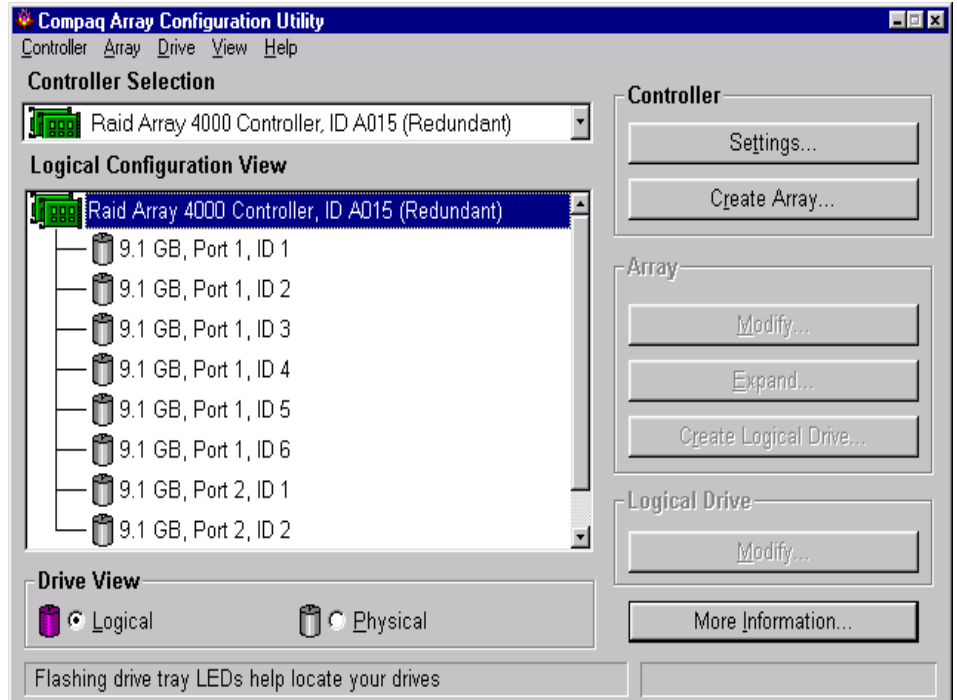 Compaq Array Configuration Utility
Controller Array Drive View Help
Controller Selection
Raid Array 4000 Controller, ID A015 (Redundant)
Logical Configuration View
Raid Array 4000 Controller, ID A015 (Redundant)
9.1 GB, Port 1, ID 1
9.1 GB, Port 1, ID 2
9.1 GB, Port 1, ID 3
9.1 GB, Port 1, ID 4
9.1 GB, Port 1, ID 5
9.1 GB, Port 1, ID 6
9.1 GB, Port 2, ID 1
9.1 GB, Port 2, ID 2
Drive View
Logical Physical
Controller
Settings...
Create Array...
Array
Modify...
Expand...
Create Logical Drive...
Logical Drive
Modify...
More Information...
Flashing drive tray LEDs help locate your drives